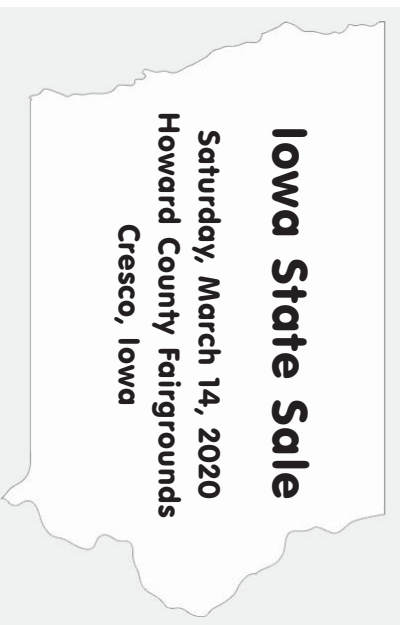 Iowa State Sale
Saturday, March 14, 2020
Howard County Fairgrounds
Cresco, Iowa